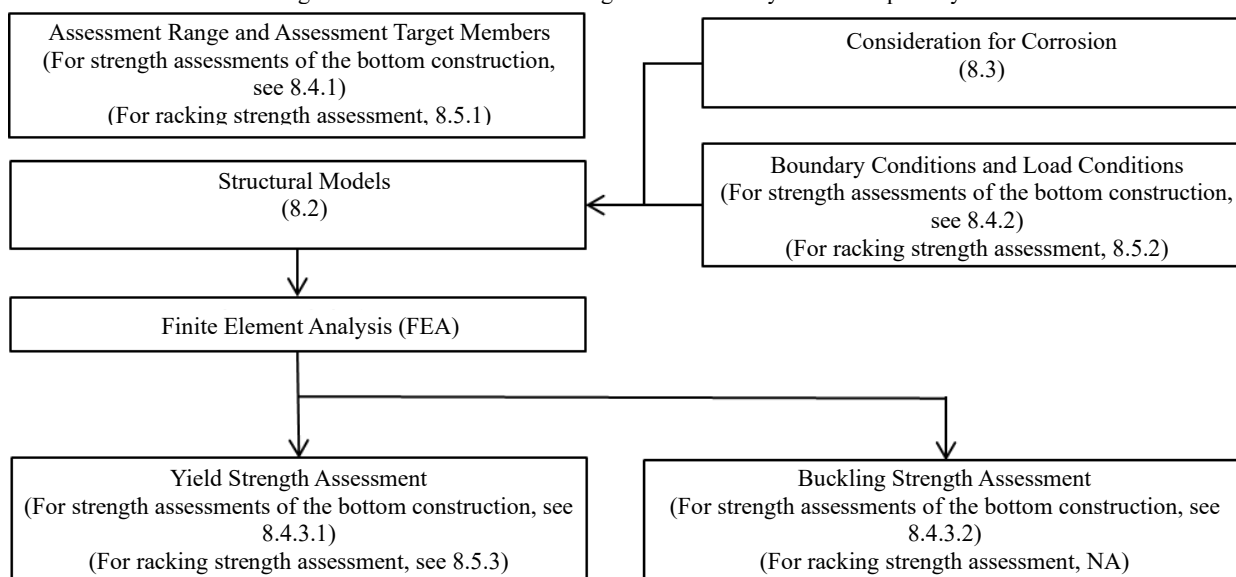 Assessment Range and Assessment Target Members
(For strength assessments of the bottom construction,
see 8.4.1)
(For racking strength assessment, 8.5.1)
Consideration for Corrosion
(8.3)
Structural Models
(8.2)
Boundary Conditions and Load Conditions
(For strength assessments of the bottom construction,
see 8.4.2)
(For racking strength assessment, 8.5.2)
Finite Element Analysis (FEA)
Yield Strength Assessment
(For strength assessments of the bottom construction, see
8.4.3.1)
(For racking strength assessment, see 8.5.3)
Buckling Strength Assessment
(For strength assessments of the bottom construction, see
8.4.3.2)
(For racking strength assessment, NA)